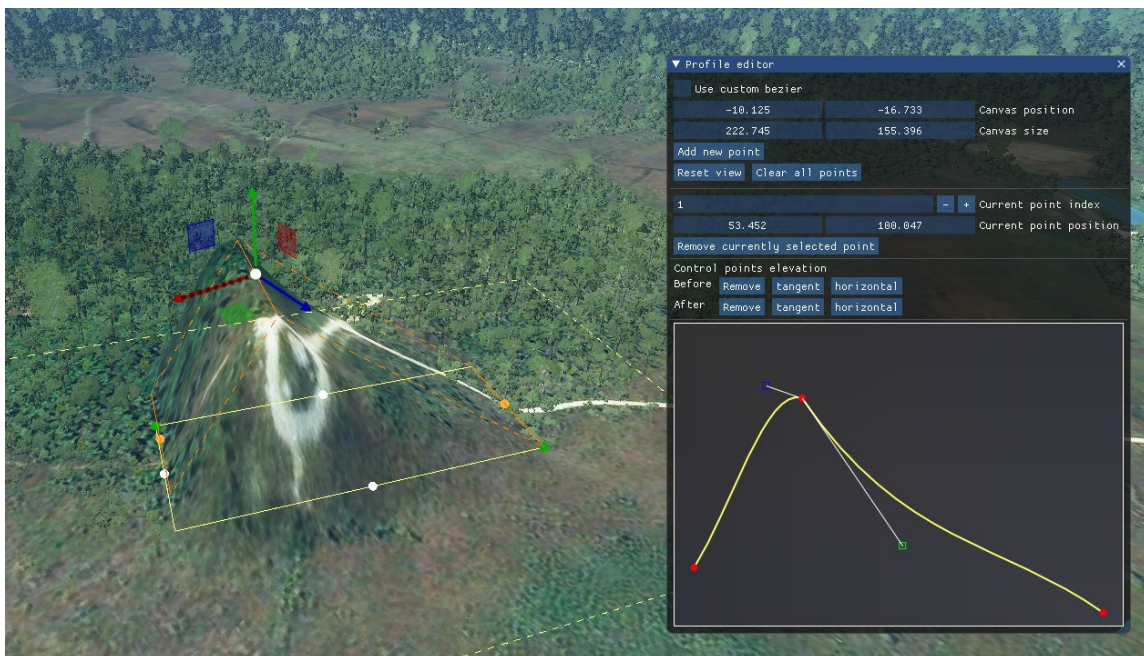 ▼ Profile editor ×
Use custom bezier
-10.125 -16.733 Canvas position
222.745 155.396 Canvas size
Add new point
Reset view Clear all points
1 - + Current point index
53.452 100.047 Current point position
Remove currently selected point
Control points elevation
Before Remove tangent horizontal
After Remove tangent horizontal